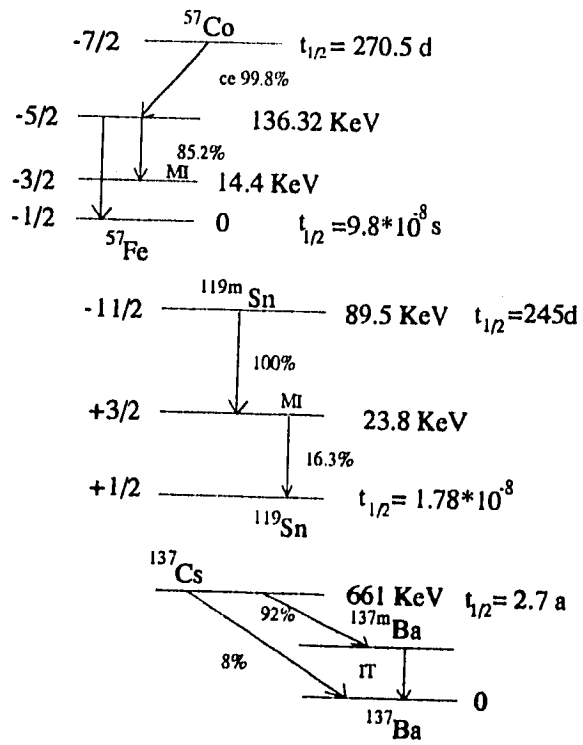 ⁵⁷Co
-7/2 t₁/₂ = 270.5 d
ce 99.8%
-5/2 136.32 KeV
85.2%
MI
-3/2 14.4 KeV
-1/2 0 t₁/₂ =9.8*10⁻⁸ s
⁵⁷Fe
¹¹⁹ᵐSn
-11/2 89.5 KeV t₁/₂=245d
100%
MI
+3/2 23.8 KeV
16.3%
+1/2 t₁/₂ = 1.78*10⁻⁸
¹¹⁹Sn
¹³⁷Cs
661 KeV t₁/₂= 2.7 a
92% ¹³⁷ᵐBa
8% IT
0
¹³⁷Ba